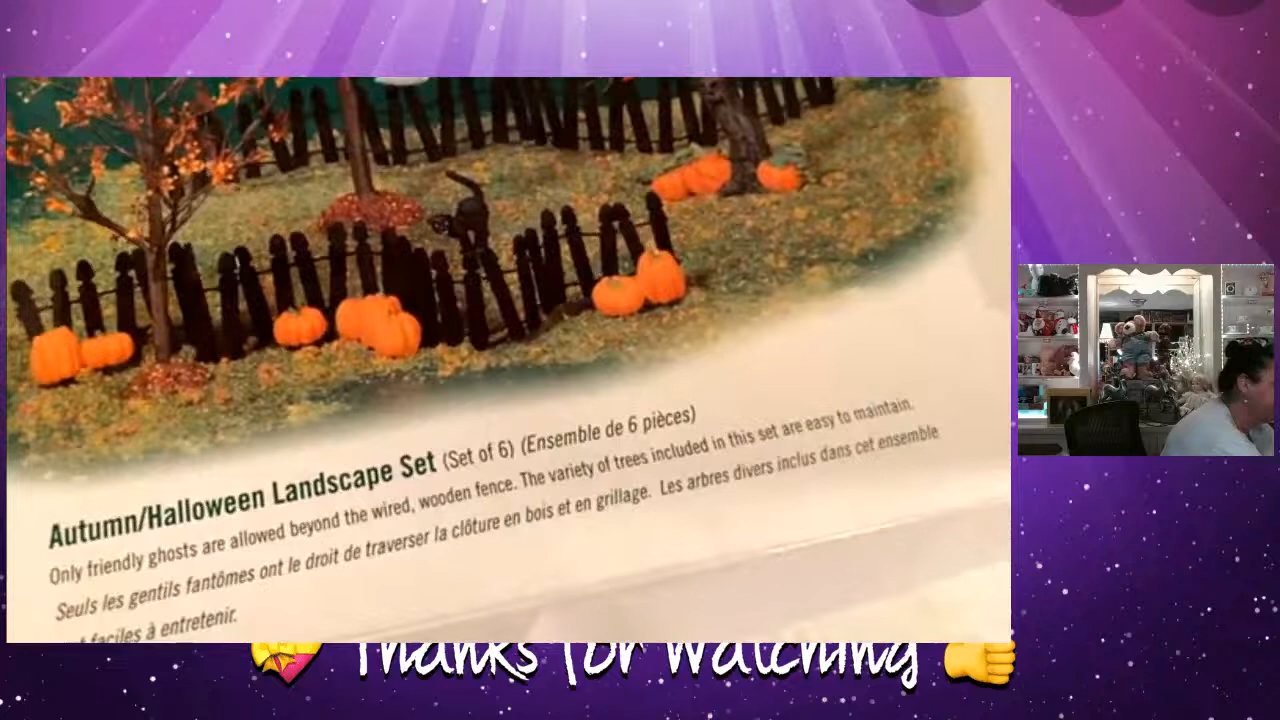 Autumn/Halloween Landscape Set (Set of 6) (Ensemble de 6 pièces)
Only friendly ghosts are allowed beyond the wired, wooden fence. The variety of trees included in this set are easy to maintain.
Seuls les gentils fantômes ont le droit de traverser la clôture en bois et en grillage. Les arbres divers inclus dans cet ensemble
faciles à entretenir.
Thanks for watching